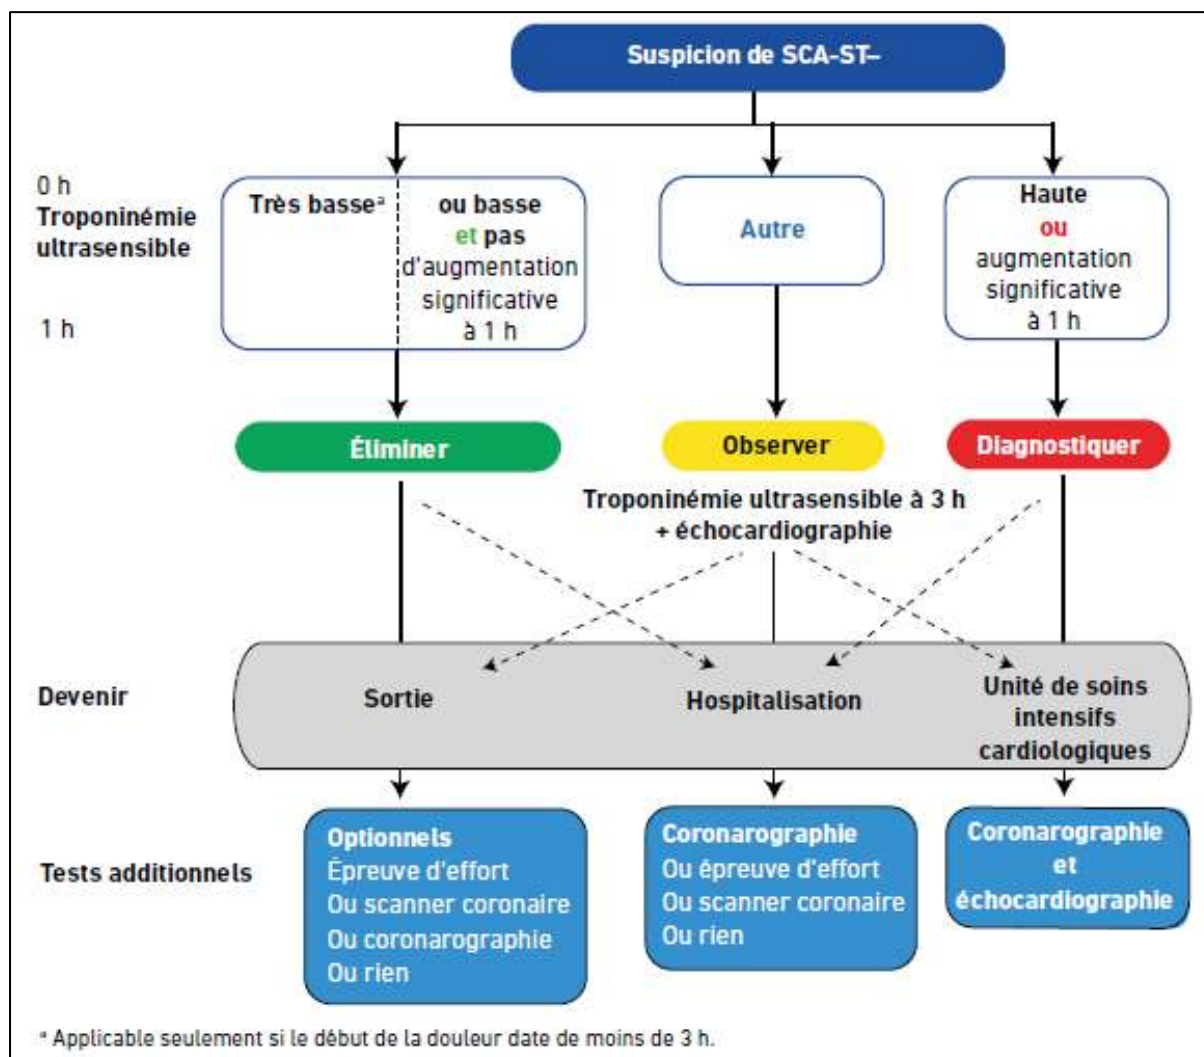 Suspicion de SCA-ST–
0 h
Troponinémie
ultrasensible
1 h
Très basseᵃ
ou basse
et pas
d'augmentation
significative
à 1 h
Autre
Haute
ou
augmentation
significative
à 1 h
Éliminer
Observer
Diagnostiquer
Troponinémie ultrasensible à 3 h
+ échocardiographie
Devenir
Sortie
Hospitalisation
Unité de soins
intensifs
cardiologiques
Tests additionnels
Optionnels
Épreuve d'effort
Ou scanner coronaire
Ou coronarographie
Ou rien
Coronarographie
Ou épreuve d'effort
Ou scanner coronaire
Ou rien
Coronarographie
et
échocardiographie
ᵃ Applicable seulement si le début de la douleur date de moins de 3 h.